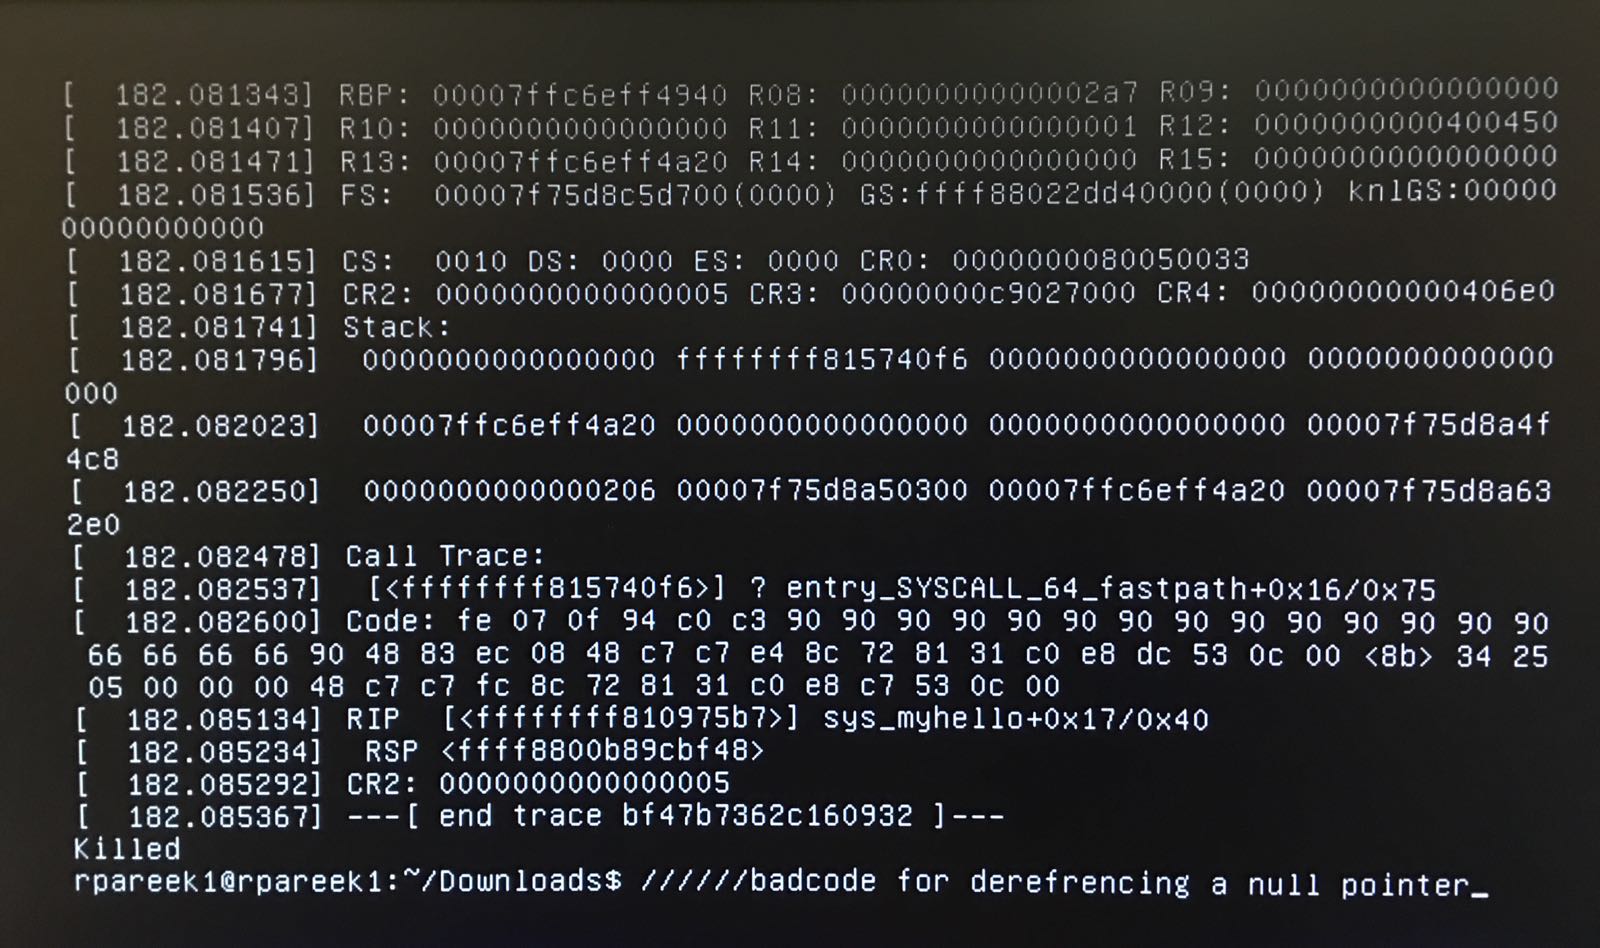 [  182.081343] RBP: 00007ffc6eff4940 R08: 00000000000002a7 R09: 0000000000000000
[  182.081407] R10: 0000000000000000 R11: 0000000000000001 R12: 0000000000400450
[  182.081471] R13: 00007ffc6eff4a20 R14: 0000000000000000 R15: 0000000000000000
[  182.081536] FS:  00007f75d8c5d700(0000) GS:ffff88022dd40000(0000) knlGS:00000
00000000000
[  182.081615] CS:  0010 DS: 0000 ES: 0000 CR0: 0000000080050033
[  182.081677] CR2: 0000000000000005 CR3: 00000000c9027000 CR4: 00000000000406e0
[  182.081741] Stack:
[  182.081796]  0000000000000000 ffffffff815740f6 0000000000000000 0000000000000
000
[  182.082023]  00007ffc6eff4a20 0000000000000000 0000000000000000 00007f75d8a4f
4c8
[  182.082250]  0000000000000206 00007f75d8a50300 00007ffc6eff4a20 00007f75d8a63
2e0
[  182.082478] Call Trace:
[  182.082537]  [<ffffffff815740f6>] ? entry_SYSCALL_64_fastpath+0x16/0x75
[  182.082600] Code: fe 07 0f 94 c0 c3 90 90 90 90 90 90 90 90 90 90 90 90 90 90
66 66 66 66 90 48 83 ec 08 48 c7 c7 e4 8c 72 81 31 c0 e8 dc 53 0c 00 <8b> 34 25
05 00 00 00 48 c7 c7 fc 8c 72 81 31 c0 e8 c7 53 0c 00
[  182.085134] RIP  [<ffffffff810975b7>] sys_myhello+0x17/0x40
[  182.085234]  RSP <ffff8800b89cbf48>
[  182.085292] CR2: 0000000000000005
[  182.085367] ---[ end trace bf47b7362c160932 ]---
Killed
rpareek1@rpareek1:~/Downloads$ //////badcode for derefrencing a null pointer_